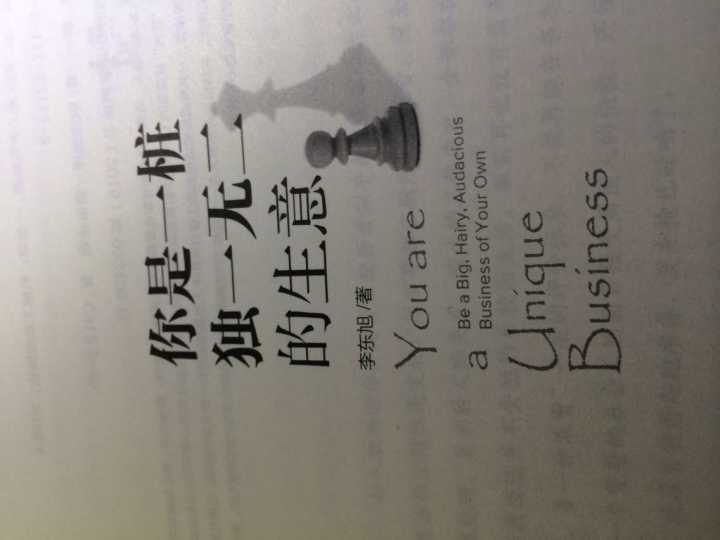 你是一桩
独一无二
的生意
李东旭/著
You are
a
Be a Big, Hairy, Audacious
Business of Your Own
Unique
Business